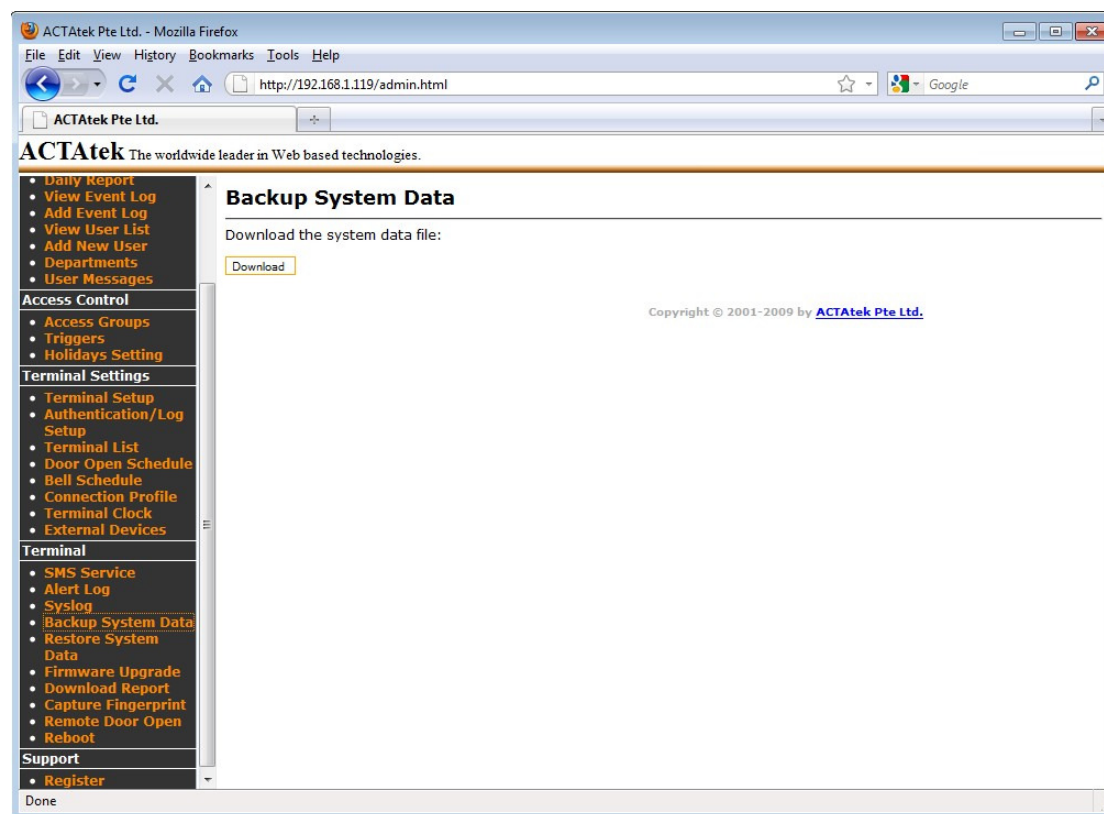 ACTAtek Pte Ltd. - Mozilla Firefox
File Edit View History Bookmarks Tools Help
http://192.168.1.119/admin.html
Google
ACTAtek Pte Ltd.
ACTAtek The worldwide leader in Web based technologies.
Daily Report
View Event Log
Add Event Log
View User List
Add New User
Departments
User Messages
Access Control
Access Groups
Triggers
Holidays Setting
Terminal Settings
Terminal Setup
Authentication/Log
Setup
Terminal List
Door Open Schedule
Bell Schedule
Connection Profile
Terminal Clock
External Devices
Terminal
SMS Service
Alert Log
Syslog
Backup System Data
Restore System
Data
Firmware Upgrade
Download Report
Capture Fingerprint
Remote Door Open
Reboot
Support
Register
Backup System Data
Download the system data file:
Download
Copyright © 2001-2009 by ACTAtek Pte Ltd.
Done